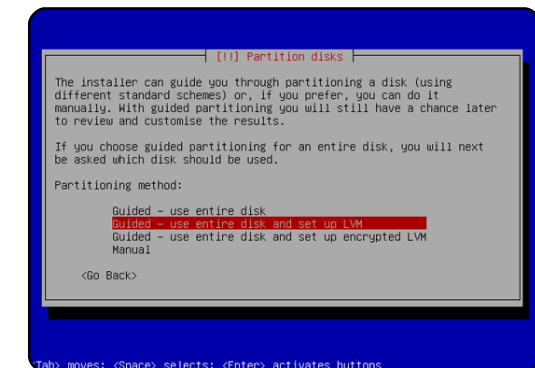 [!!] Partition disks
The installer can guide you through partitioning a disk (using
different standard schemes) or, if you prefer, you can do it
manually. With guided partitioning you will still have a chance later
to review and customise the results.
If you choose guided partitioning for an entire disk, you will next
be asked which disk should be used.
Partitioning method:
Guided - use entire disk
Guided - use entire disk and set up LVM
Guided - use entire disk and set up encrypted LVM
Manual
<Go Back>
<Tab> moves; <Space> selects; <Enter> activates buttons